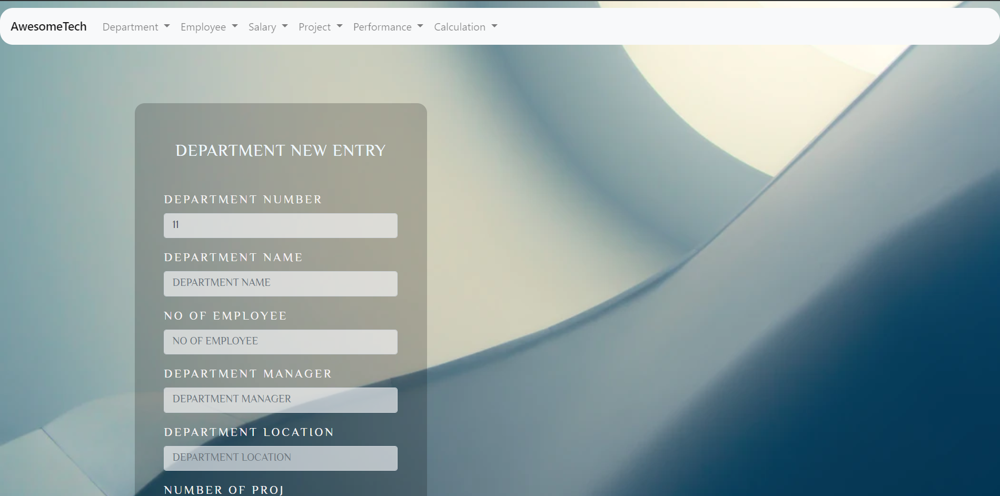 AwesomeTech Department Employee Salary Project Performance Calculation
DEPARTMENT NEW ENTRY
DEPARTMENT NUMBER
11
DEPARTMENT NAME
DEPARTMENT NAME
NO OF EMPLOYEE
NO OF EMPLOYEE
DEPARTMENT MANAGER
DEPARTMENT MANAGER
DEPARTMENT LOCATION
DEPARTMENT LOCATION
NUMBER OF PROJ